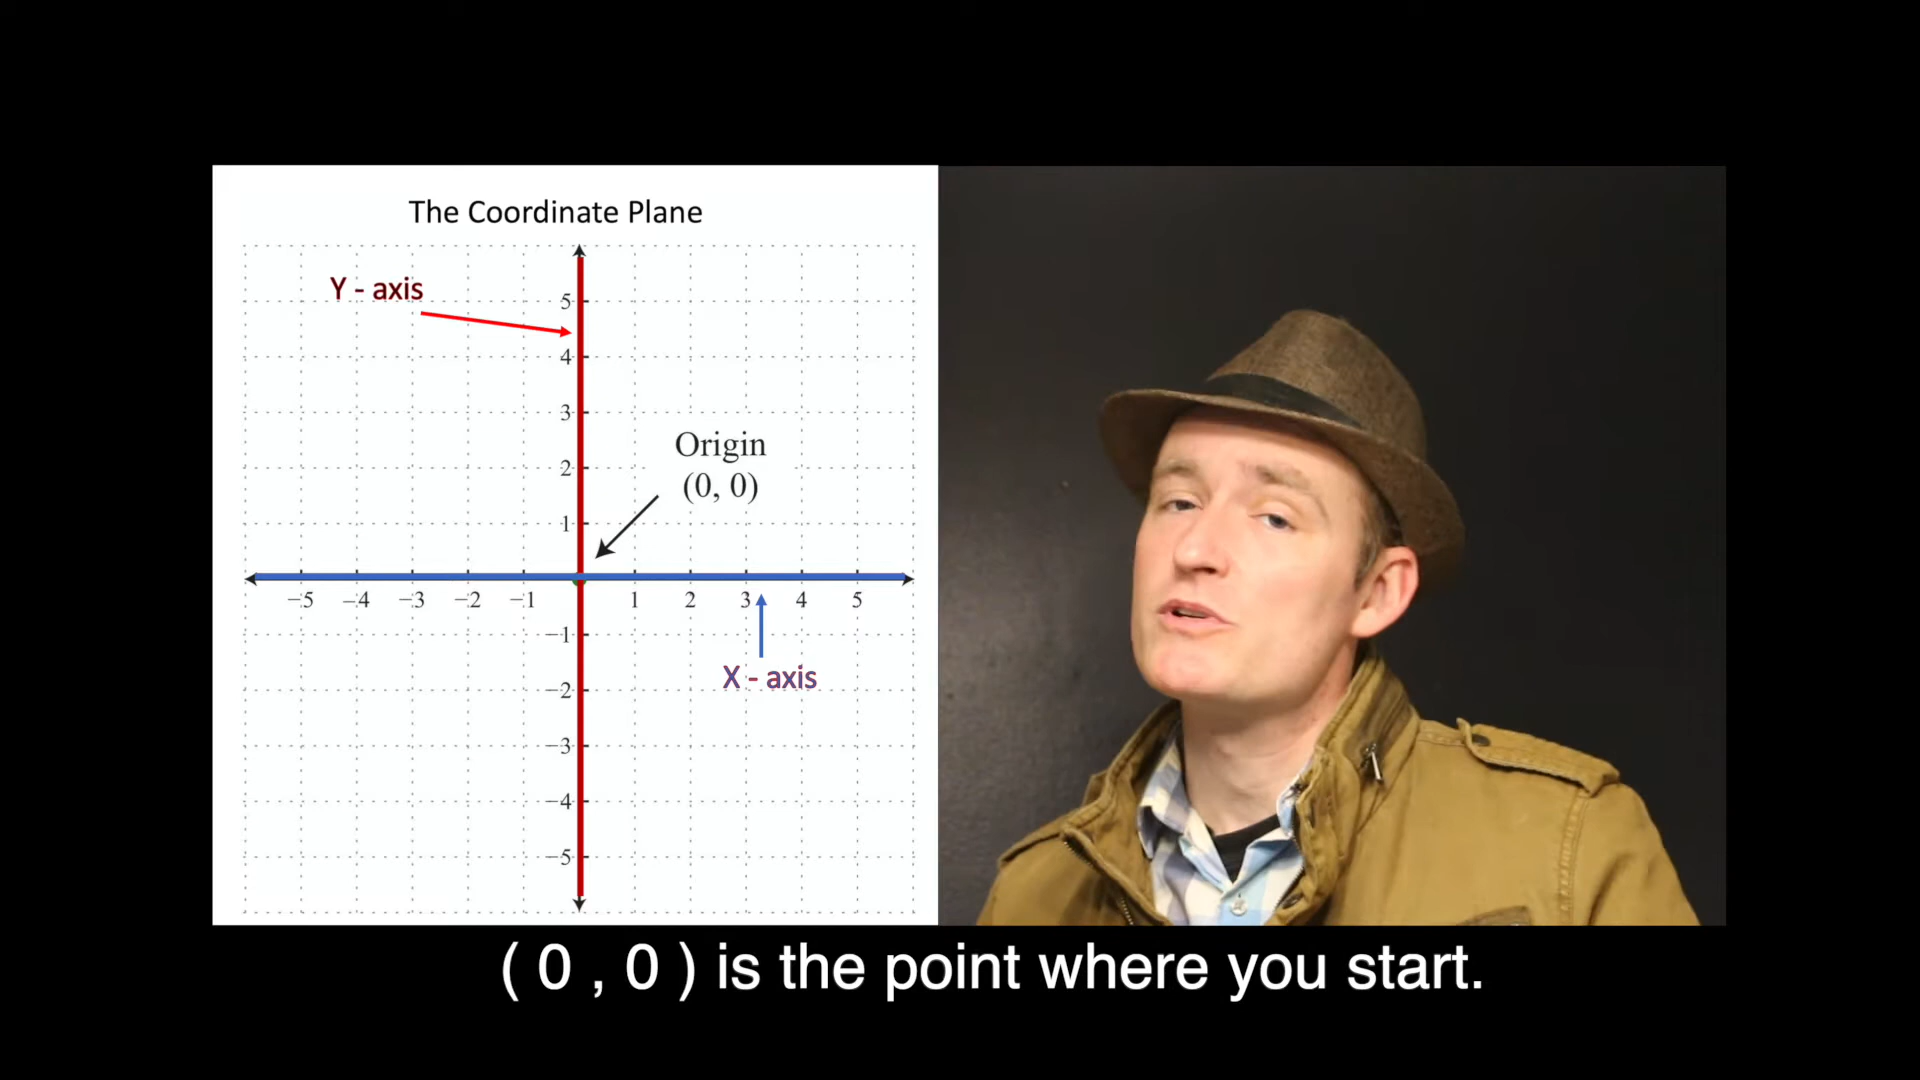 The Coordinate Plane
Y - axis
5
4
3
Origin
2
(0, 0)
1
−5 −4 −3 −2 −1 1 2 3 4 5
−1
X - axis
−2
−3
−4
−5
( 0 , 0 ) is the point where you start.